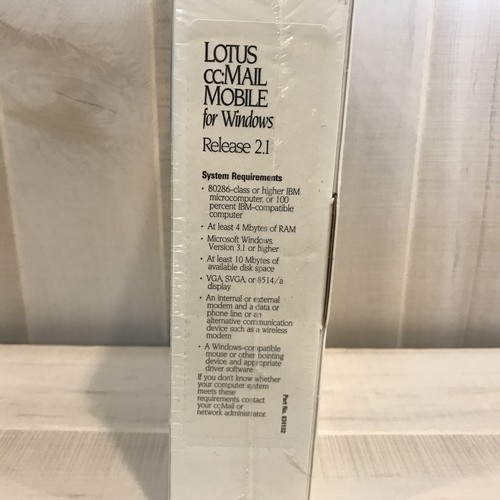 LOTUS
cc:MAIL
MOBILE
for Windows
Release 2.1
System Requirements
• 80286-class or higher IBM
microcomputer, or 100
percent IBM-compatible
computer
• At least 4 Mbytes of RAM
• Microsoft Windows,
Version 3.1 or higher
• At least 10 Mbytes of
available disk space
• VGA, SVGA, or 8514/a
display
• An internal or external
modem and a data or
phone line, or an
alternative communication
device such as a wireless
modem
• A Windows-compatible
mouse or other pointing
device, and appropriate
driver software
If you don't know whether
your computer system
meets these
requirements, contact
your cc:Mail or
network administrator.
Part No.